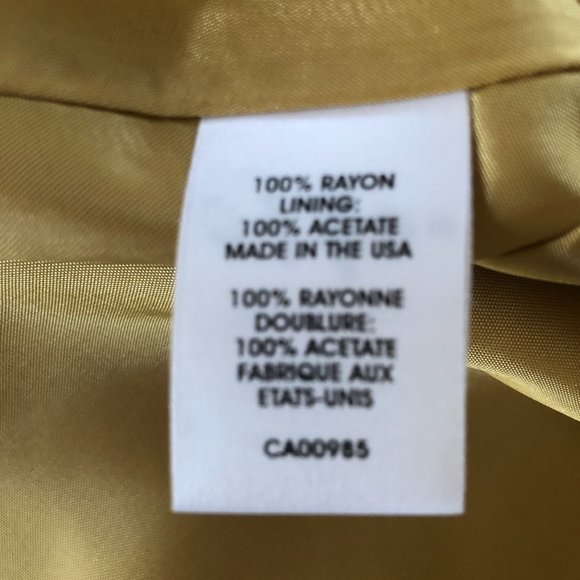 100% RAYON
LINING:
100% ACETATE
MADE IN THE USA
100% RAYONNE
DOUBLURE:
100% ACETATE
FABRIQUE AUX
ETATS-UNIS
CA00985